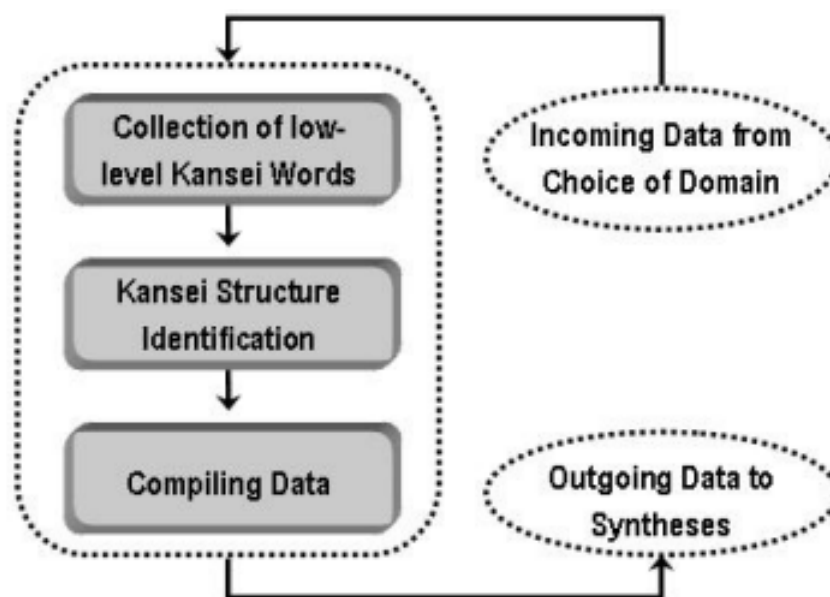 Collection of low-
level Kansei Words
Incoming Data from
Choice of Domain
Kansei Structure
Identification
Compiling Data
Outgoing Data to
Syntheses